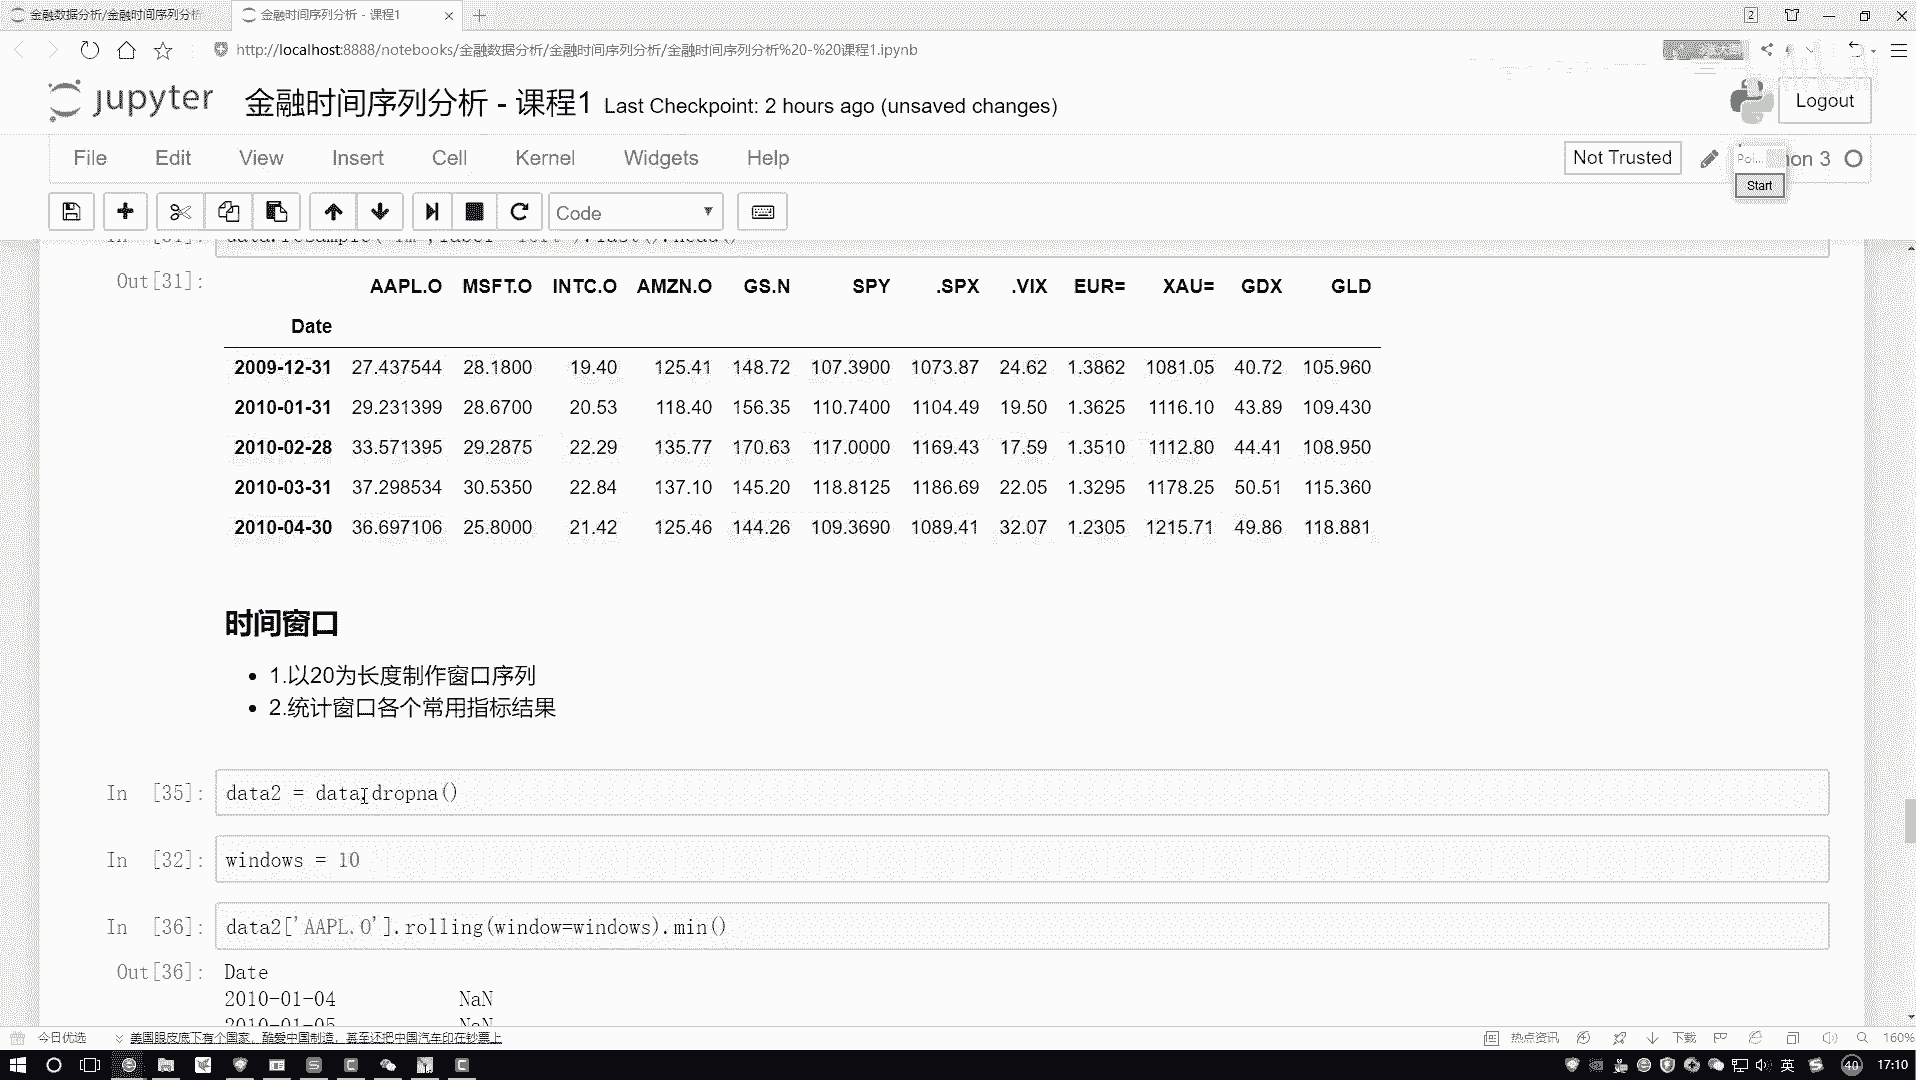 金融数据分析/金融时间序列分析
金融时间序列分析 - 课程1
2
http://localhost:8888/notebooks/金融数据分析/金融时间序列分析/金融时间序列分析%20-%20课程1.ipynb
jupyter 金融时间序列分析 - 课程1 Last Checkpoint: 2 hours ago (unsaved changes)
Logout
File Edit View Insert Cell Kernel Widgets Help
Not Trusted
on 3
Start
Code
Out[31]:
AAPL.O MSFT.O INTC.O AMZN.O GS.N SPY .SPX .VIX EUR= XAU= GDX GLD
Date
2009-12-31 27.437544 28.1800 19.40 125.41 148.72 107.3900 1073.87 24.62 1.3862 1081.05 40.72 105.960
2010-01-31 29.231399 28.6700 20.53 118.40 156.35 110.7400 1104.49 19.50 1.3625 1116.10 43.89 109.430
2010-02-28 33.571395 29.2875 22.29 135.77 170.63 117.0000 1169.43 17.59 1.3510 1112.80 44.41 108.950
2010-03-31 37.298534 30.5350 22.84 137.10 145.20 118.8125 1186.69 22.05 1.3295 1178.25 50.51 115.360
2010-04-30 36.697106 25.8000 21.42 125.46 144.26 109.3690 1089.41 32.07 1.2305 1215.71 49.86 118.881
时间窗口
1.以20为长度制作窗口序列
2.统计窗口各个常用指标结果
In [35]: data2 = data.dropna()
In [32]: windows = 10
In [36]: data2['AAPL.O'].rolling(window=windows).min()
Out[36]: Date
2010-01-04 NaN
2010-01-05 NaN
今日优选
美国眼皮底下有个国家，酷爱中国制造，甚至还把中国汽车印在钞票上
热点资讯
下载
160%
英
40
17:10